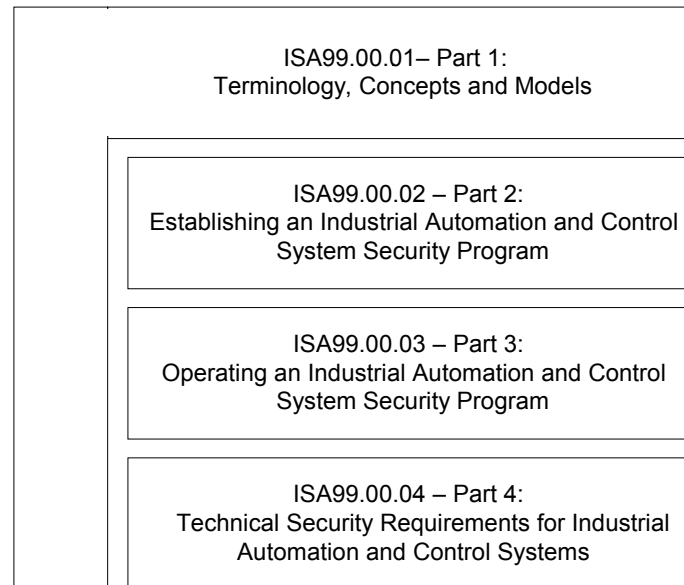 ISA99.00.01– Part 1:
Terminology, Concepts and Models
ISA99.00.02 – Part 2:
Establishing an Industrial Automation and Control
System Security Program
ISA99.00.03 – Part 3:
Operating an Industrial Automation and Control
System Security Program
ISA99.00.04 – Part 4:
Technical Security Requirements for Industrial
Automation and Control Systems